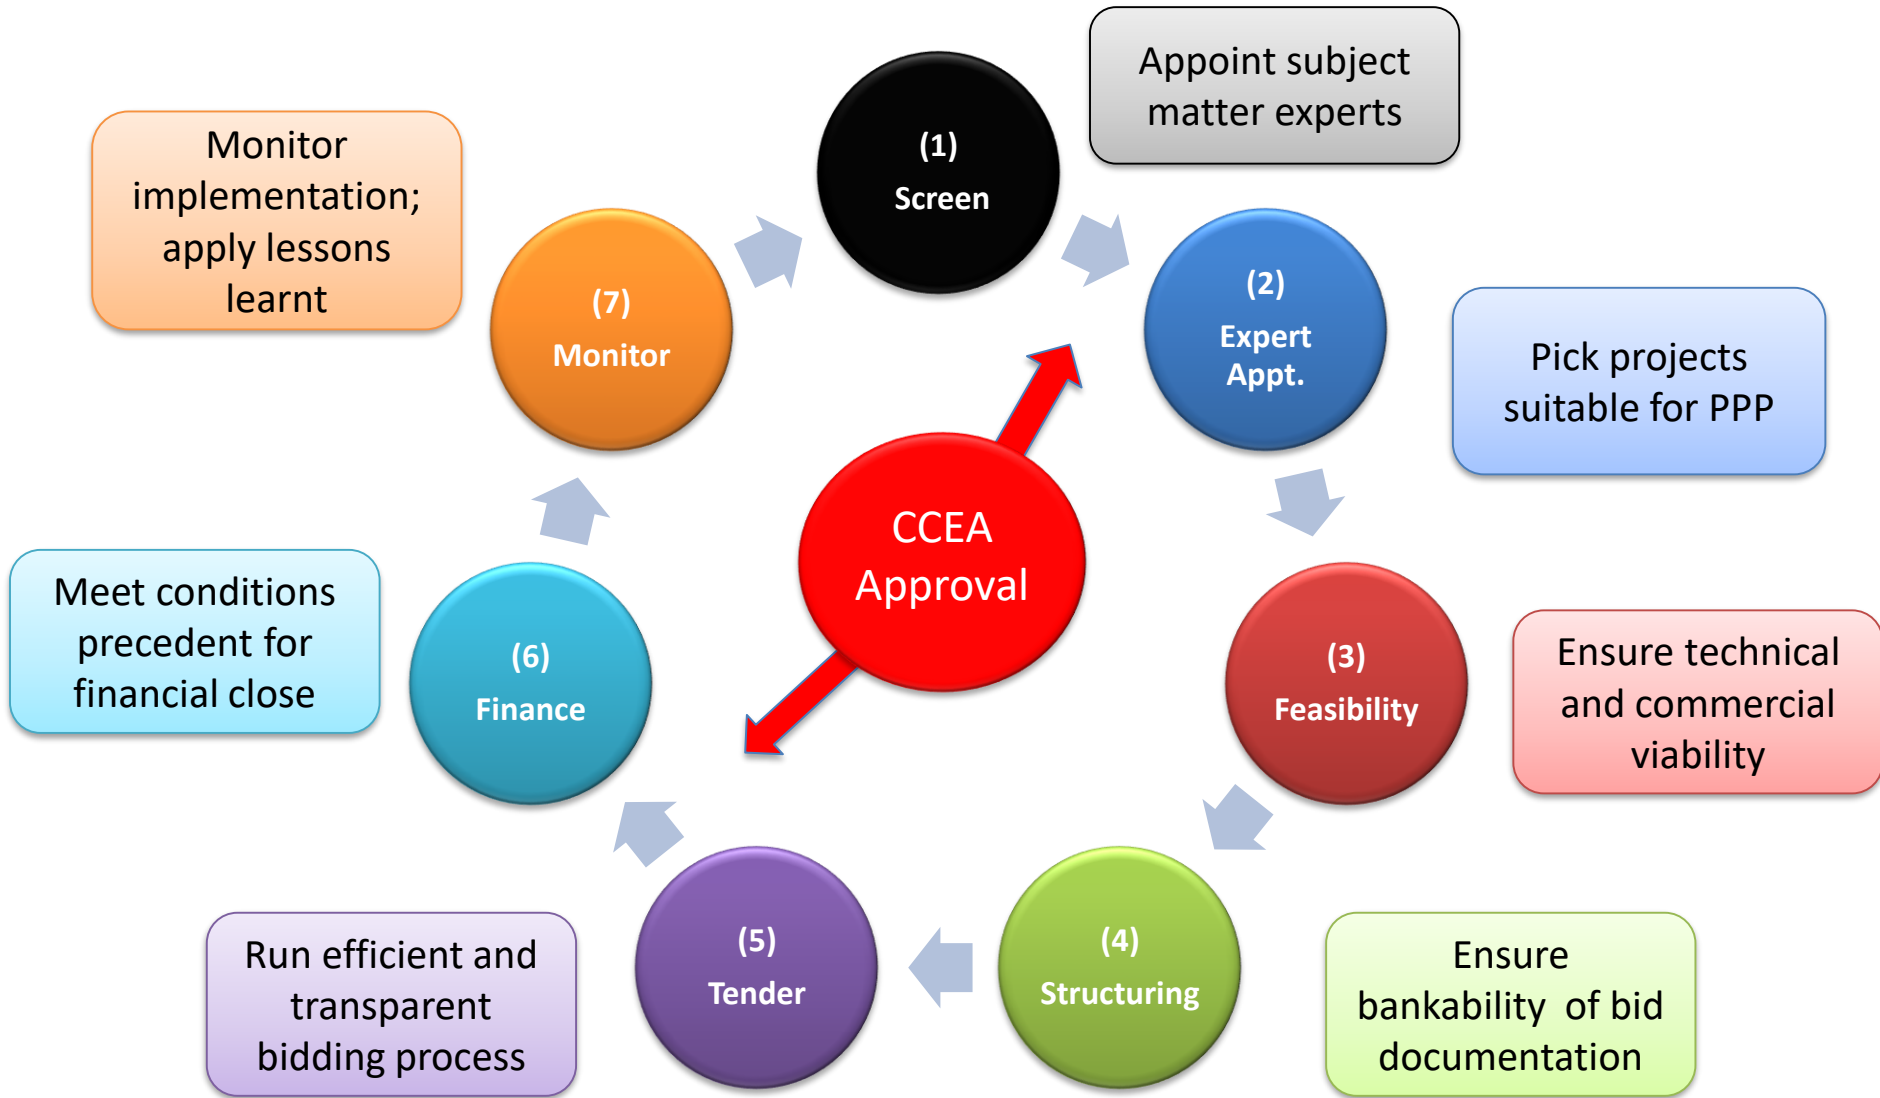 Appoint subject
matter experts
(1)
Screen
Monitor
implementation;
apply lessons
learnt
(7)
Monitor
(2)
Expert
Appt.
Pick projects
suitable for PPP
CCEA
Approval
Meet conditions
precedent for
financial close
(6)
Finance
(3)
Feasibility
Ensure technical
and commercial
viability
Run efficient and
transparent
bidding process
(5)
Tender
(4)
Structuring
Ensure
bankability  of bid
documentation